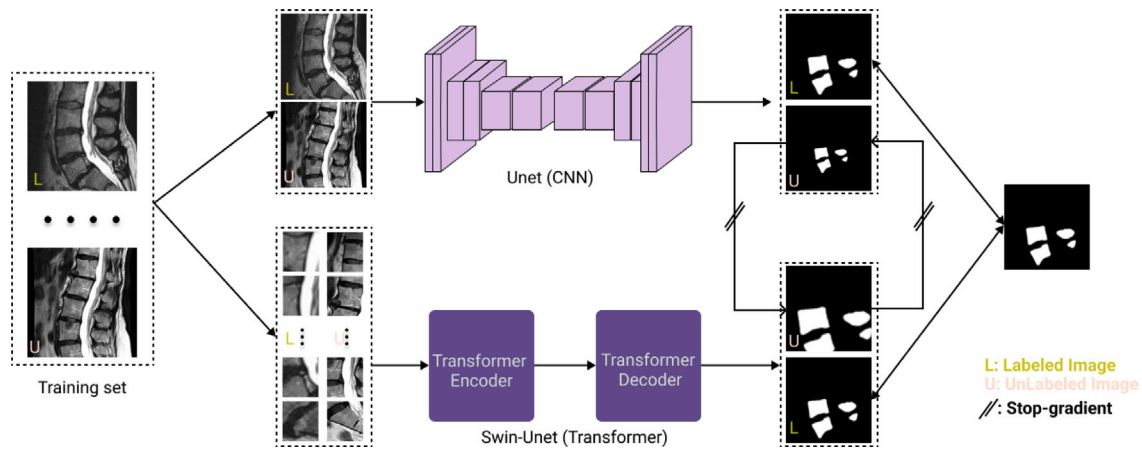 L
U
Training set
L
U
Unet (CNN)
L
U
L U
Transformer
Encoder
Transformer
Decoder
Swin-Unet (Transformer)
U
L
L: Labeled Image
U: UnLabeled Image
//: Stop-gradient